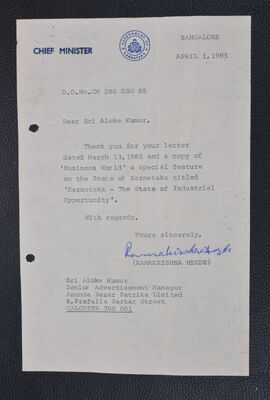 CHIEF MINISTER
BANGALORE
APRIL 1,1985
D.O.No.CM 280 OSG 85
Dear Sri Aloke Kumar,
Thank you for your letter
dated March 13,1985 and a copy of
'Business World' a special feature
on the State of Karnataka titled
'Karnataka - The State of Industrial
Opportunity'.
With regards,
Yours sincerely,
Ramakrishna Hegde
(RAMAKRISHNA HEGDE)
Sri Aloke Kumar
Senior Advertisement Manager
Ananda Bazar Patrika Limited
6,Prafulla Sarkar Street
CALCUTTA 700 001